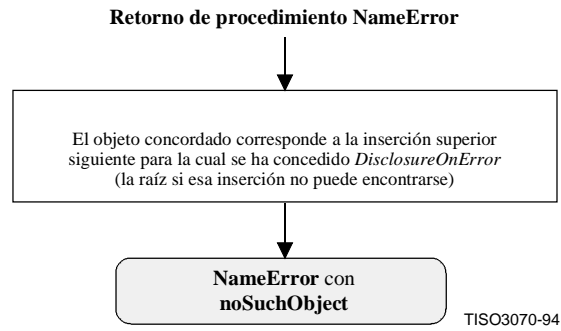 Retorno de procedimiento NameError
El objeto concordado corresponde a la inserción superior
siguiente para la cual se ha concedido DisclosureOnError
(la raíz si esa inserción no puede encontrarse)
NameError con
noSuchObject
TISO3070-94